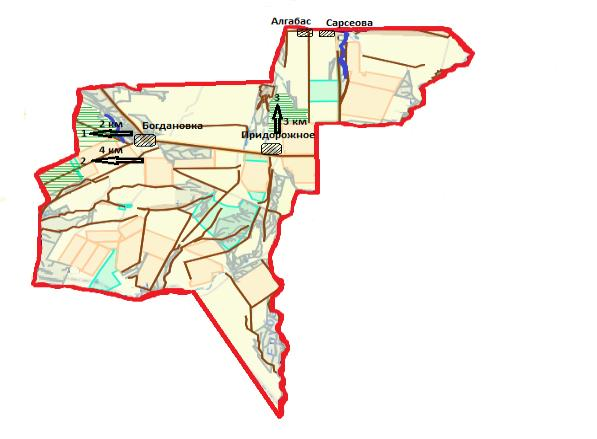 Алгабас
Сарсеова
3
3 км
2 км
1
Богдановка
Придорожное
4 км
2